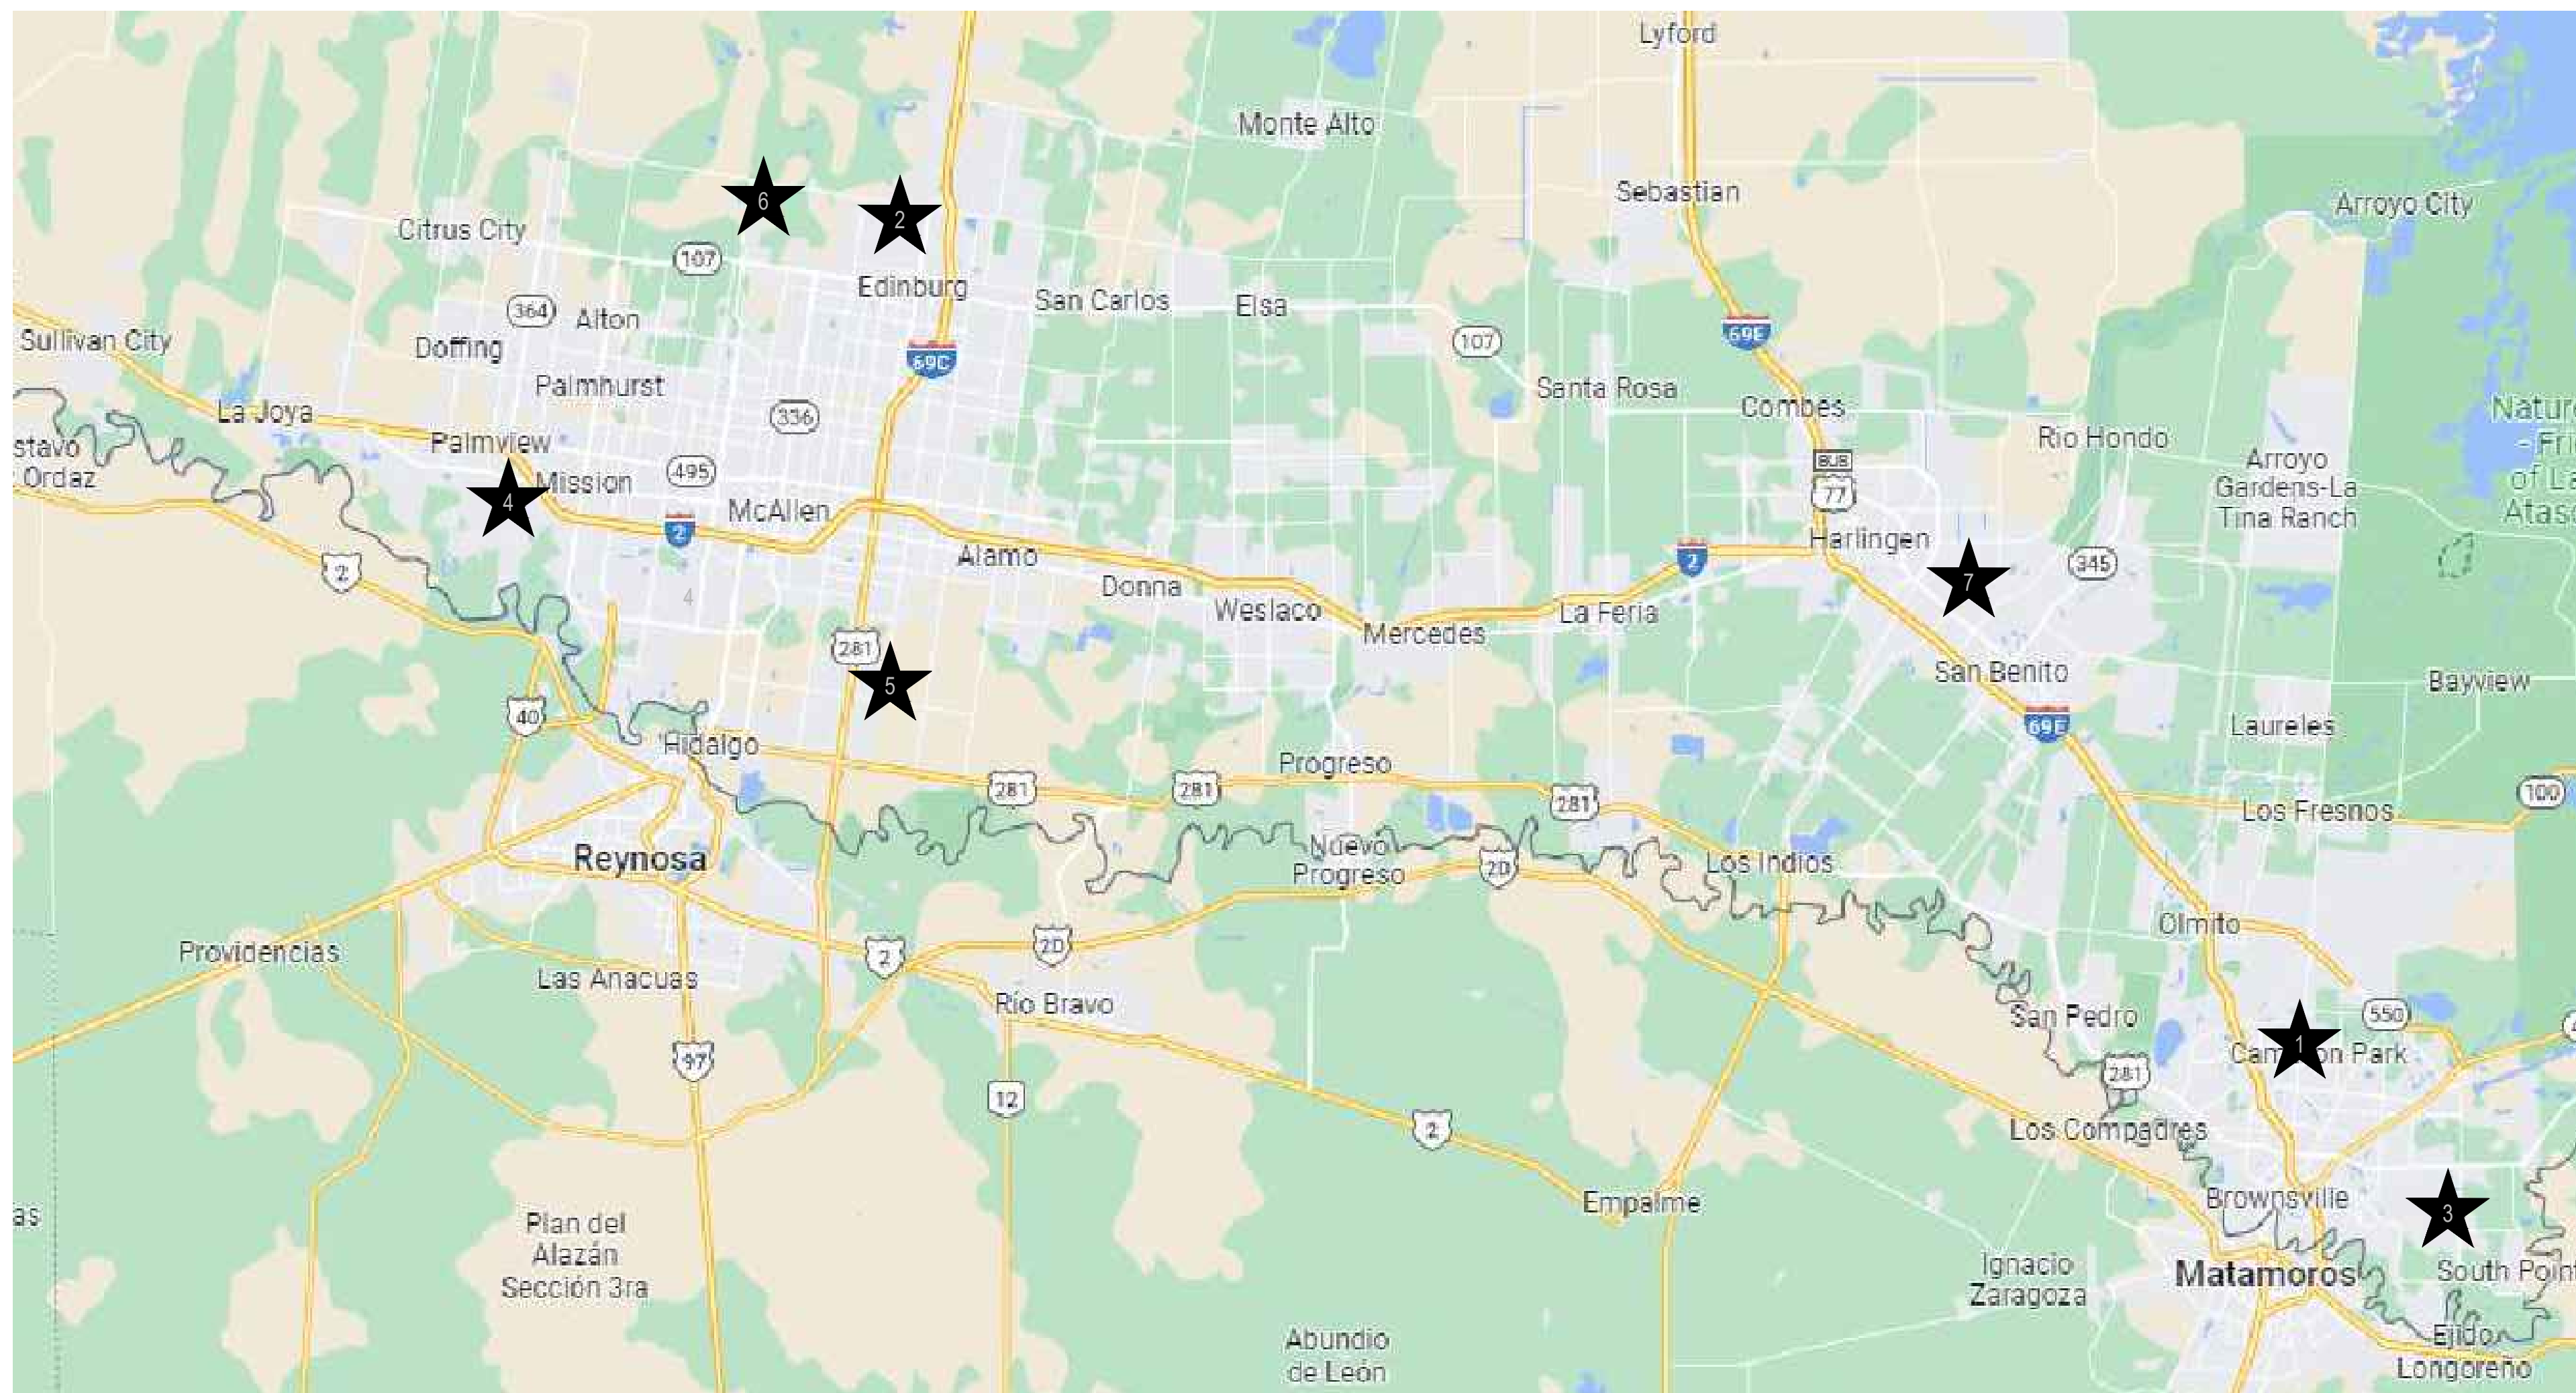 Lyford
Monte Alto
Sebastian
6
2
Arroyo City
Citrus City
107
Edinburg
San Carlos
Elsa
364
Alton
69E
Sullivan City
Doffing
107
69C
Palmhurst
Santa Rosa
La Joya
336
Combes
Palmview
Rio Hondo
stavo
Ordaz
495
BUS
77
Mission
4
McAllen
2
Arroyo
Gardens-La
Tina Ranch
Natur
- Fri
of La
Atasc
Harlingen
2
Alamo
345
2
7
Donna
4
Weslaco
La Feria
Mercedes
281
5
San Benito
Bayview
40
69E
Laureles
Hidalgo
Progreso
281
281
281
100
Los Fresnos
Reynosa
Nuevo
Progreso
2D
Los Indios
Olmito
Providencias
2
2D
Las Anacuas
Río Bravo
San Pedro
550
1
97
281
12
2
Los Compadres
Empalme
Brownsville
3
as
Plan del
Alazán
Sección 3ra
Ignacio
Zaragoza
Matamoros
South Point
Abundio
de León
Ejido
Longoreño